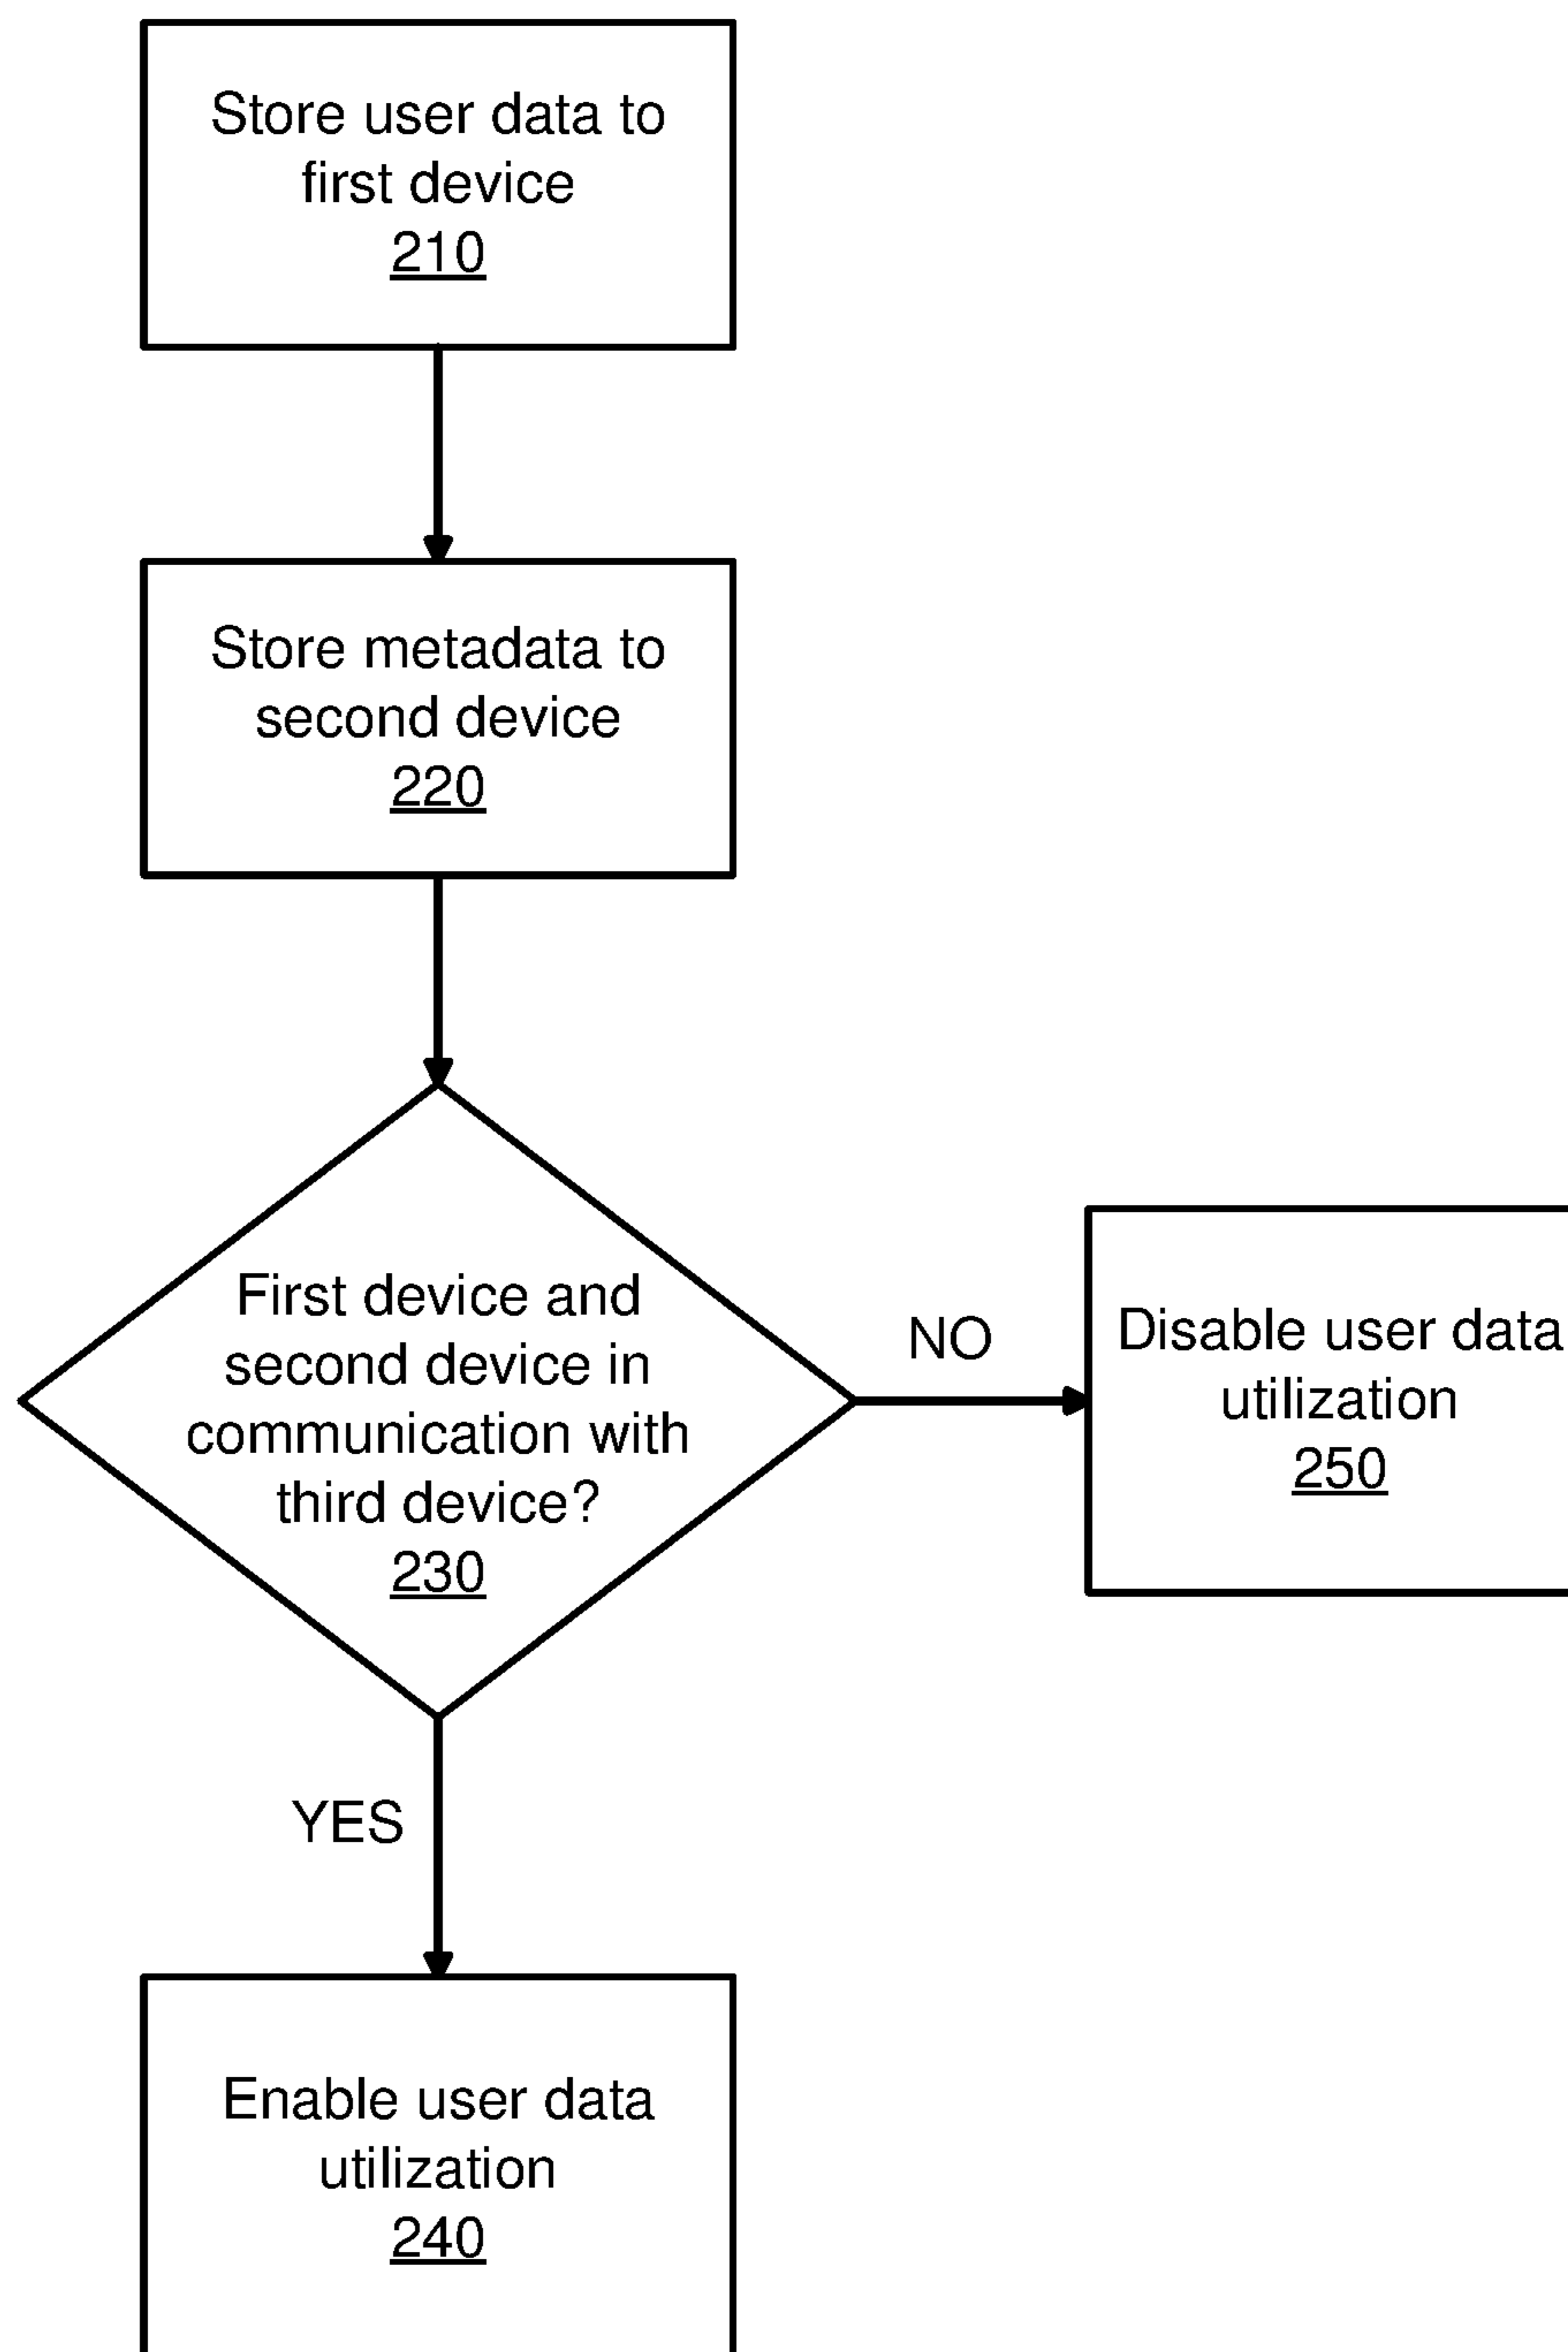 Store user data to
first device
210
Store metadata to
second device
220
First device and
second device in
communication with
third device?
230
NO
Disable user data
utilization
250
YES
Enable user data
utilization
240